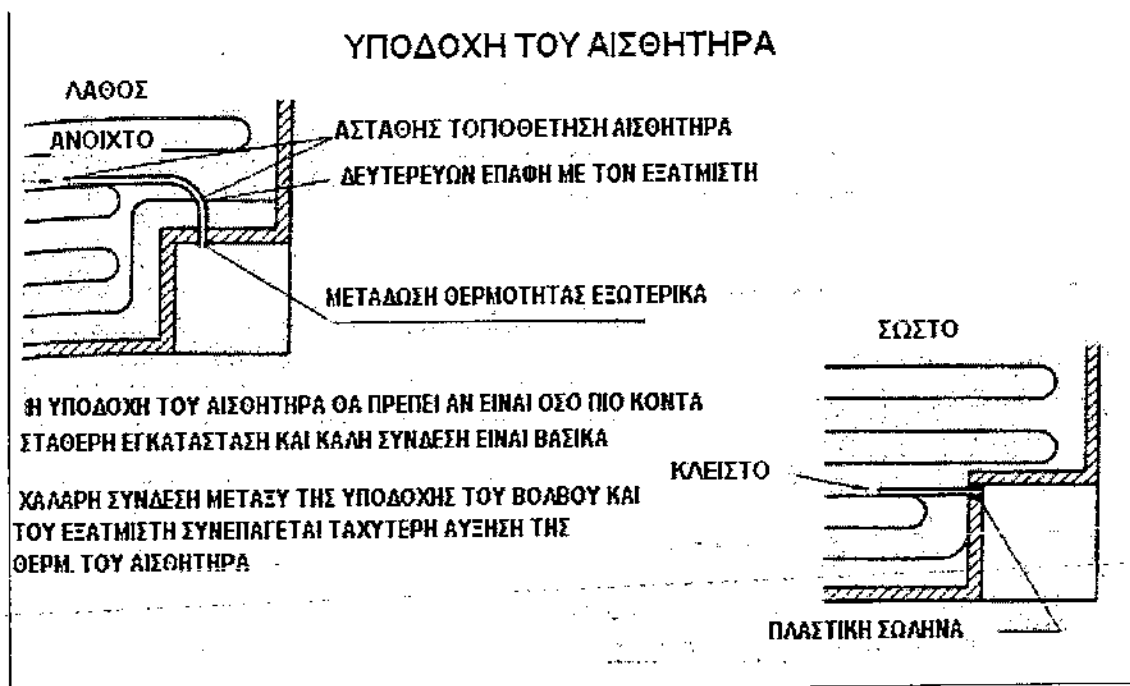 ΥΠΟΔΟΧΗ ΤΟΥ ΑΙΣΘΗΤΗΡΑ
ΛΑΘΟΣ
ΑΝΟΙΧΤΟ
ΑΣΤΑΘΗΣ ΤΟΠΟΘΕΤΗΣΗ ΑΙΣΘΗΤΗΡΑ
ΔΕΥΤΕΡΕΥΩΝ ΕΠΑΦΗ ΜΕ ΤΟΝ ΕΞΑΤΜΙΣΤΗ
ΜΕΤΑΔΩΣΗ ΘΕΡΜΟΤΗΤΑΣ ΕΞΩΤΕΡΙΚΑ
ΣΩΣΤΟ
Η ΥΠΟΔΟΧΗ ΤΟΥ ΑΙΣΘΗΤΗΡΑ ΘΑ ΠΡΕΠΕΙ ΑΝ ΕΙΝΑΙ ΟΣΟ ΠΙΟ ΚΟΝΤΑ
ΣΤΑΘΕΡΗ ΕΓΚΑΤΑΣΤΑΣΗ ΚΑΙ ΚΑΛΗ ΣΥΝΔΕΣΗ ΕΙΝΑΙ ΒΑΣΙΚΑ
ΚΛΕΙΣΤΟ
ΧΑΛΑΡΗ ΣΥΝΔΕΣΗ ΜΕΤΑΞΥ ΤΗΣ ΥΠΟΔΟΧΗΣ ΤΟΥ ΒΟΛΒΟΥ ΚΑΙ
ΤΟΥ ΕΞΑΤΜΙΣΤΗ ΣΥΝΕΠΑΓΕΤΑΙ ΤΑΧΥΤΕΡΗ ΑΥΞΗΣΗ ΤΗΣ
ΘΕΡΜ. ΤΟΥ ΑΙΣΘΗΤΗΡΑ
ΠΛΑΣΤΙΚΗ ΣΩΛΗΝΑ